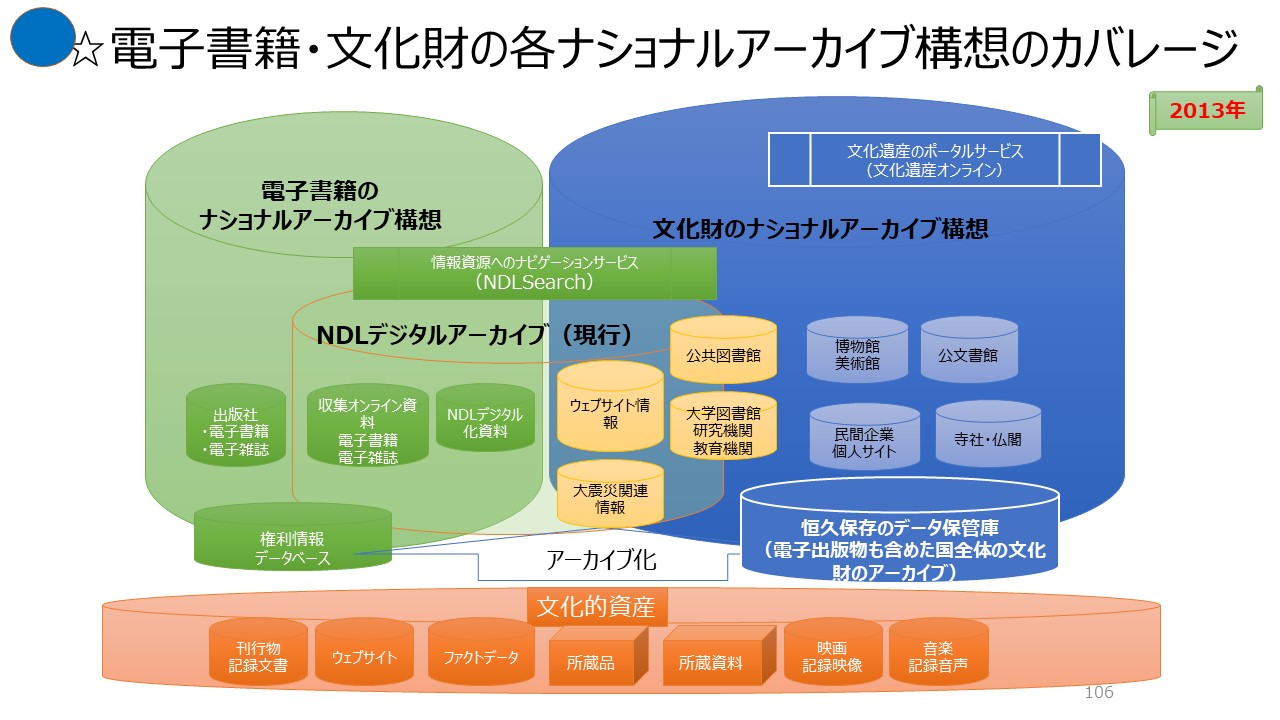 ☆電子書籍・文化財の各ナショナルアーカイブ構想のカバレージ
2013年
文化遺産のポータルサービス
（文化遺産オンライン）
電子書籍の
ナショナルアーカイブ構想
文化財のナショナルアーカイブ構想
情報資源へのナビゲーションサービス
（NDLSearch）
NDLデジタルアーカイブ（現行）
公共図書館
博物館
美術館
公文書館
出版社
・電子書籍
・電子雑誌
収集オンライン資
料
電子書籍
電子雑誌
NDLデジタル
化資料
ウェブサイト情
報
大学図書館
研究機関
教育機関
民間企業
個人サイト
寺社・仏閣
大震災関連
情報
権利情報
データベース
アーカイブ化
恒久保存のデータ保管庫
（電子出版物も含めた国全体の文化
財のアーカイブ）
文化的資産
刊行物
記録文書
ウェブサイト
ファクトデータ
所蔵品
所蔵資料
映画
記録映像
音楽
記録音声
106